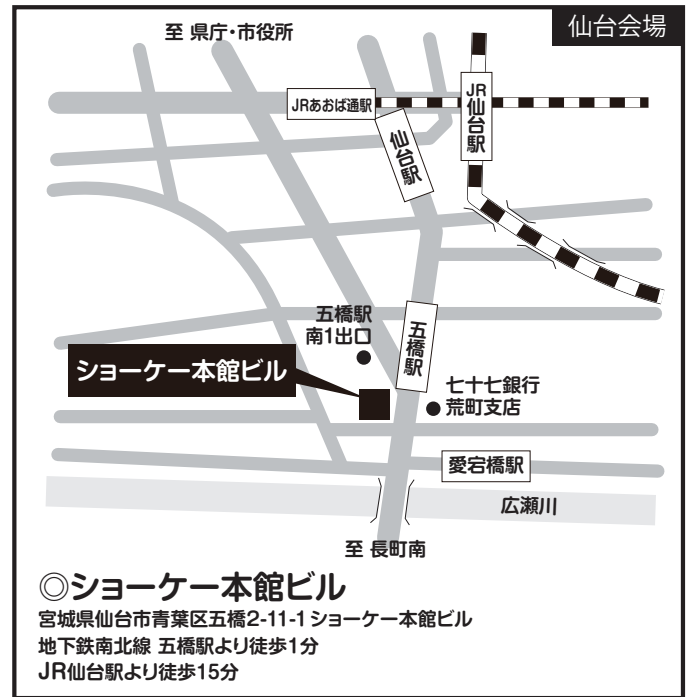 仙台会場
至 県庁・市役所
JRあおば通駅
JR仙台駅
仙台駅
五橋駅
南1出口
五橋駅
ショーケー本館ビル
七十七銀行
荒町支店
愛宕橋駅
広瀬川
至 長町南
◎ショーケー本館ビル
宮城県仙台市青葉区五橋2-11-1ショーケー本館ビル
地下鉄南北線 五橋駅より徒歩1分
JR仙台駅より徒歩15分